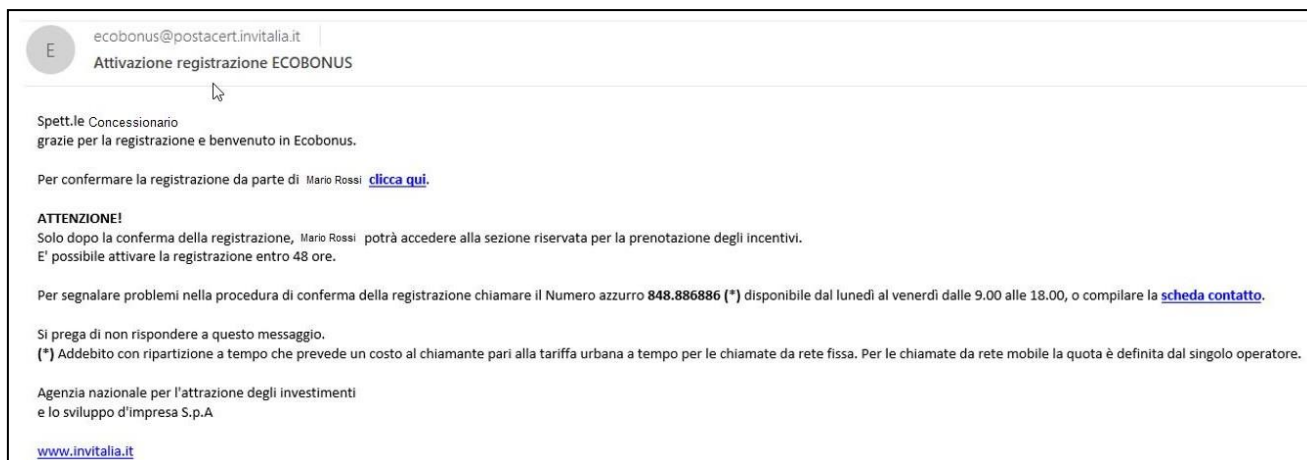 E
ecobonus@postacert.invitalia.it
Attivazione registrazione ECOBONUS
Spett.le Concessionario
grazie per la registrazione e benvenuto in Ecobonus.
Per confermare la registrazione da parte di Mario Rossi clicca qui.
ATTENZIONE!
Solo dopo la conferma della registrazione, Mario Rossi potrà accedere alla sezione riservata per la prenotazione degli incentivi.
E' possibile attivare la registrazione entro 48 ore.
Per segnalare problemi nella procedura di conferma della registrazione chiamare il Numero azzurro 848.886886 (*) disponibile dal lunedì al venerdì dalle 9.00 alle 18.00, o compilare la scheda contatto.
Si prega di non rispondere a questo messaggio.
(*) Addebito con ripartizione a tempo che prevede un costo al chiamante pari alla tariffa urbana a tempo per le chiamate da rete fissa. Per le chiamate da rete mobile la quota è definita dal singolo operatore.
Agenzia nazionale per l'attrazione degli investimenti
e lo sviluppo d'impresa S.p.A
www.invitalia.it